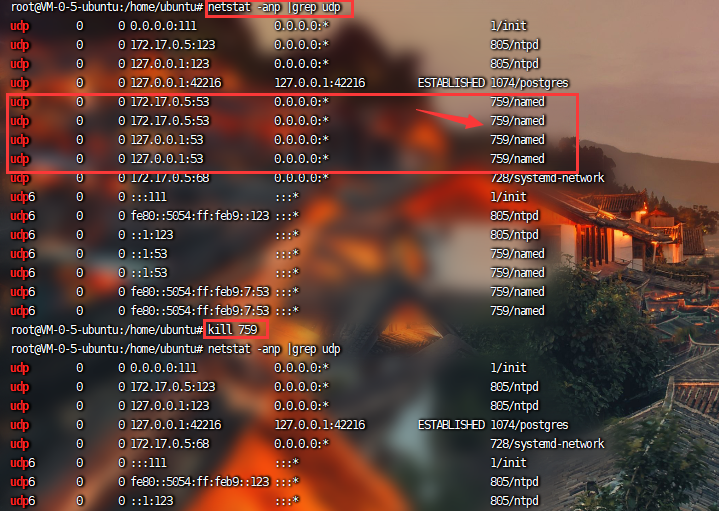 root@VM-0-5-ubuntu:/home/ubuntu# netstat -anp |grep udp
udp 0 0 0.0.0.0:111 0.0.0.0:* 1/init
udp 0 0 172.17.0.5:123 0.0.0.0:* 805/ntpd
udp 0 0 127.0.0.1:123 0.0.0.0:* 805/ntpd
udp 0 0 127.0.0.1:42216 127.0.0.1:42216 ESTABLISHED 1074/postgres
udp 0 0 172.17.0.5:53 0.0.0.0:* 759/named
udp 0 0 172.17.0.5:53 0.0.0.0:* 759/named
udp 0 0 127.0.0.1:53 0.0.0.0:* 759/named
udp 0 0 127.0.0.1:53 0.0.0.0:* 759/named
udp 0 0 172.17.0.5:68 0.0.0.0:* 728/systemd-network
udp6 0 0 :::111 :::* 1/init
udp6 0 0 fe80::5054:ff:feb9::123 :::* 805/ntpd
udp6 0 0 ::1:123 :::* 805/ntpd
udp6 0 0 ::1:53 :::* 759/named
udp6 0 0 ::1:53 :::* 759/named
udp6 0 0 fe80::5054:ff:feb9:7:53 :::* 759/named
udp6 0 0 fe80::5054:ff:feb9:7:53 :::* 759/named
root@VM-0-5-ubuntu:/home/ubuntu# kill 759
root@VM-0-5-ubuntu:/home/ubuntu# netstat -anp |grep udp
udp 0 0 0.0.0.0:111 0.0.0.0:* 1/init
udp 0 0 172.17.0.5:123 0.0.0.0:* 805/ntpd
udp 0 0 127.0.0.1:123 0.0.0.0:* 805/ntpd
udp 0 0 127.0.0.1:42216 127.0.0.1:42216 ESTABLISHED 1074/postgres
udp 0 0 172.17.0.5:68 0.0.0.0:* 728/systemd-network
udp6 0 0 :::111 :::* 1/init
udp6 0 0 fe80::5054:ff:feb9::123 :::* 805/ntpd
udp6 0 0 ::1:123 :::* 805/ntpd